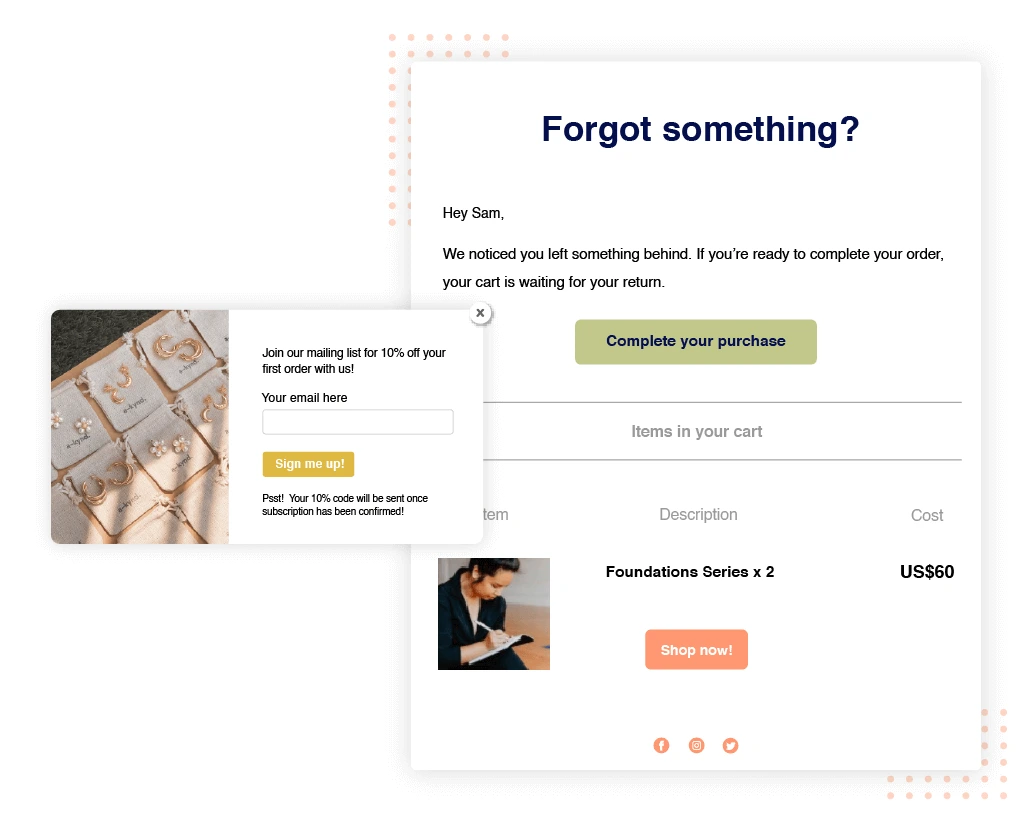 Forgot something?
Hey Sam,
We noticed you left something behind. If you’re ready to complete your order,
your cart is waiting for your return.
Complete your purchase
Items in your cart
tem
Description
Cost
Foundations Series x 2
US$60
Shop now!
x
Join our mailing list for 10% off your
first order with us!
Your email here
Sign me up!
Psst!  Your 10% code will be sent once
subscription has been confirmed!